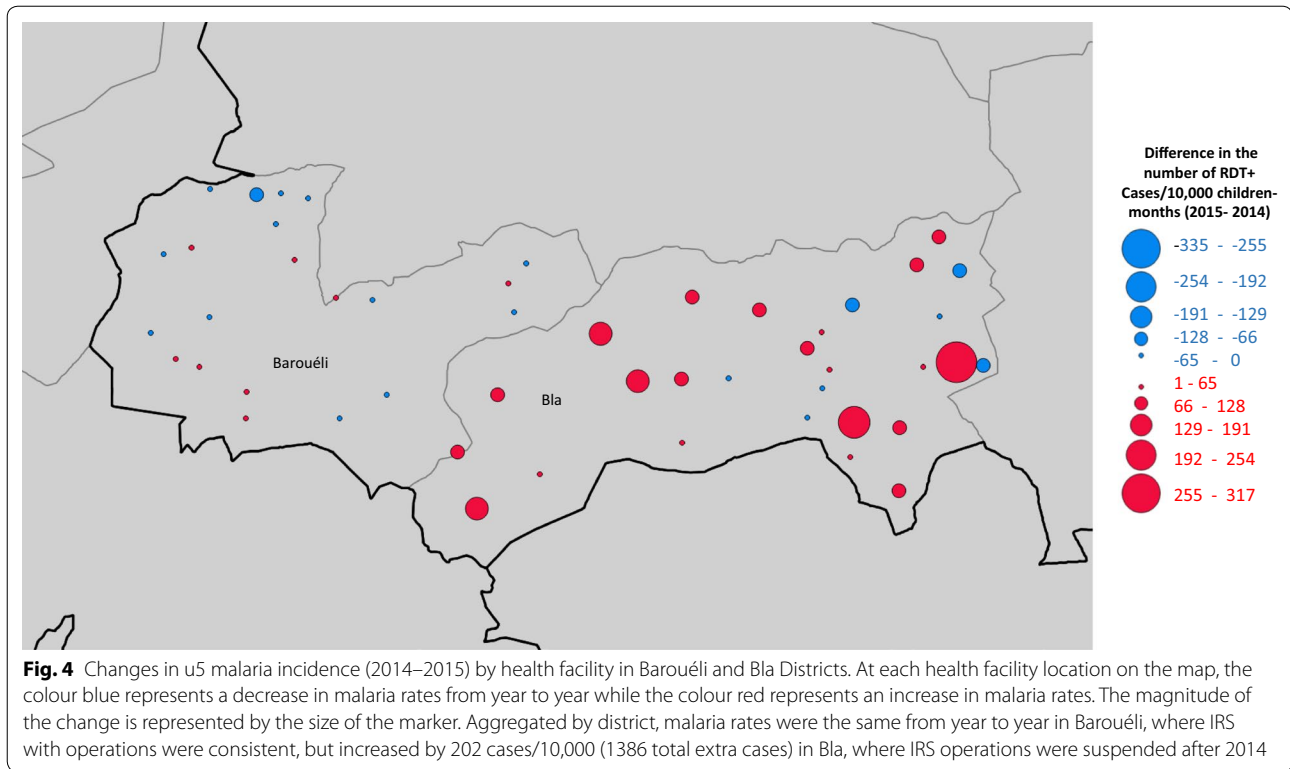 Barouéli
Bla
Difference in the
number of RDT+
Cases/10,000 children-
months (2015- 2014)
-335 - -255
-254 - -192
-191 - -129
-128 - -66
-65 - 0
1 - 65
66 - 128
129 - 191
192 - 254
255 - 317
Fig. 4 Changes in u5 malaria incidence (2014–2015) by health facility in Barouéli and Bla Districts. At each health facility location on the map, the
colour blue represents a decrease in malaria rates from year to year while the colour red represents an increase in malaria rates. The magnitude of
the change is represented by the size of the marker. Aggregated by district, malaria rates were the same from year to year in Barouéli, where IRS
with operations were consistent, but increased by 202 cases/10,000 (1386 total extra cases) in Bla, where IRS operations were suspended after 2014